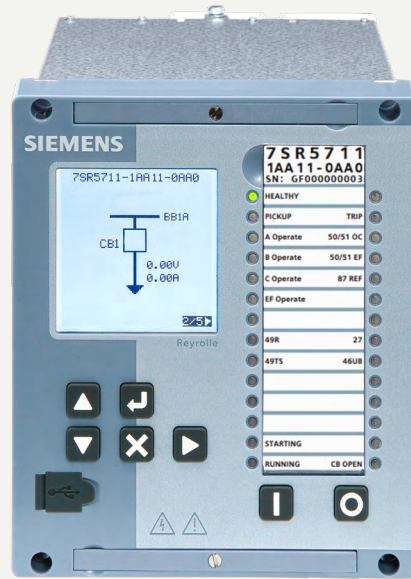 SIEMENS
7SR5711-1AA11-0AA0
BB1A
CB1
0.00V
0.00A
2/5
Reyrolle
7SR5711
1AA11-0AA0
SN: GF000000003
HEALTHY
PICKUP TRIP
A Operate 50/51 OC
B Operate 50/51 EF
C Operate 87 REF
EF Operate
49R 27
49TS 46UB
STARTING
RUNNING CB OPEN